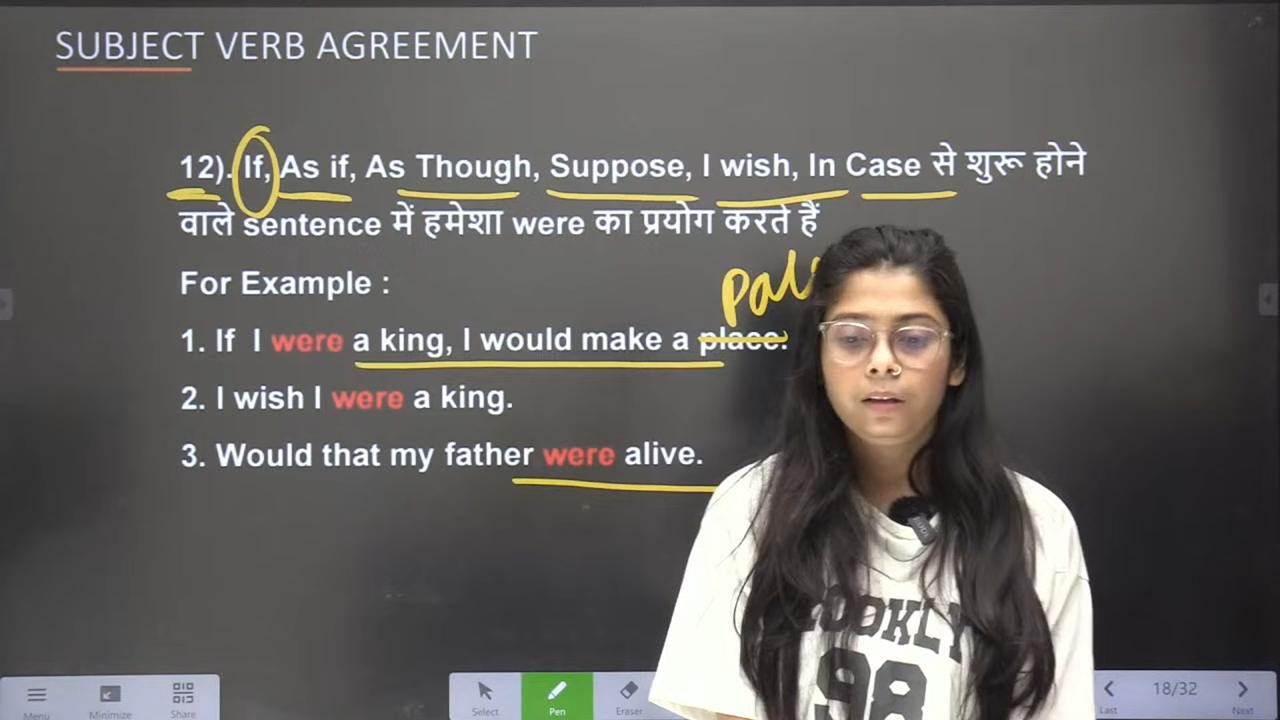 SUBJECT VERB AGREEMENT
12). If, As if, As Though, Suppose, I wish, In Case से शुरू होने
वाले sentence में हमेशा were का प्रयोग करते हैं
For Example :
1. If I were a king, I would make a place.
2. I wish I were a king.
3. Would that my father were alive.
98
Menu
Minimize
Share
Select
Pen
Eraser
Last
18/32
Next